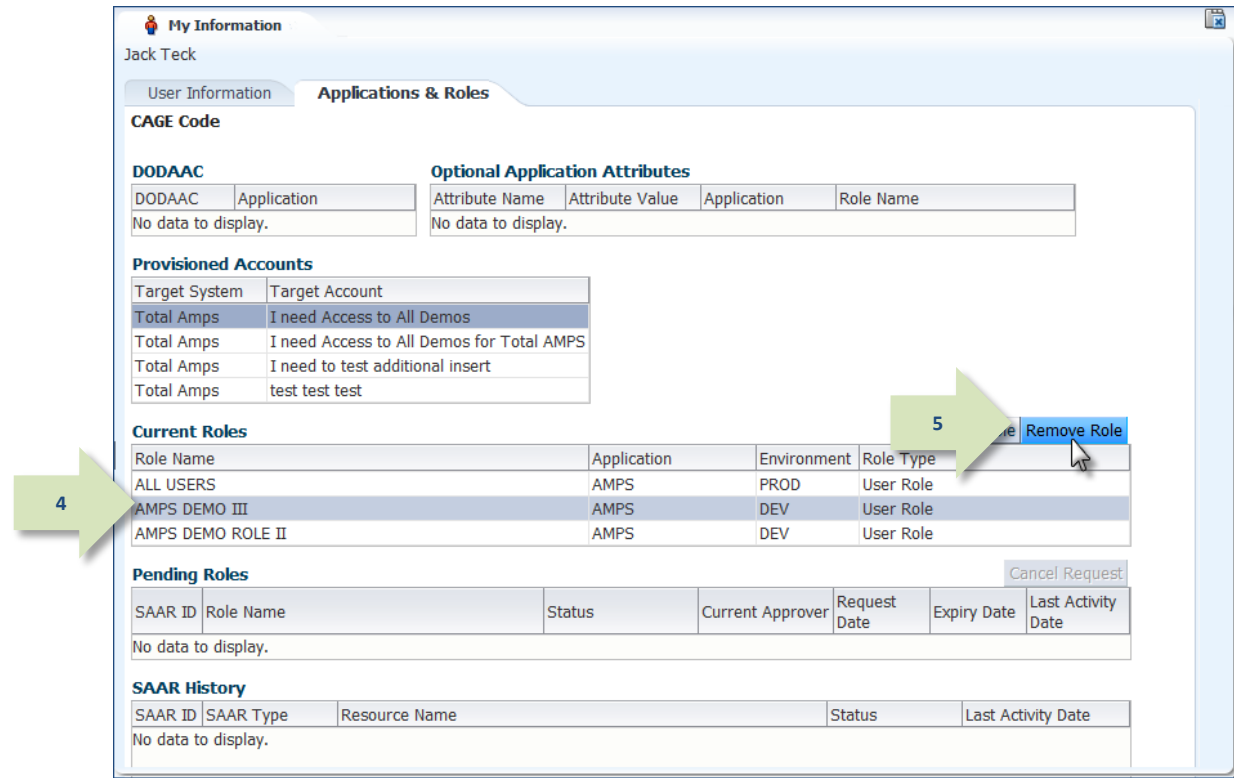 My Information
Jack Teck
User Information Applications & Roles
CAGE Code
DODAAC Optional Application Attributes
DODAAC Application Attribute Name Attribute Value Application Role Name
No data to display. No data to display.
Provisioned Accounts
Target System Target Account
Total Amps I need Access to All Demos
Total Amps I need Access to All Demos for Total AMPS
Total Amps I need to test additional insert
Total Amps test test test
Current Roles 5 Remove Role
Role Name Application Environment Role Type
ALL USERS AMPS PROD User Role
4 AMPS DEMO III AMPS DEV User Role
AMPS DEMO ROLE II AMPS DEV User Role
Pending Roles Cancel Request
SAAR ID Role Name Status Current Approver Request Date Expiry Date Last Activity Date
No data to display.
SAAR History
SAAR ID SAAR Type Resource Name Status Last Activity Date
No data to display.